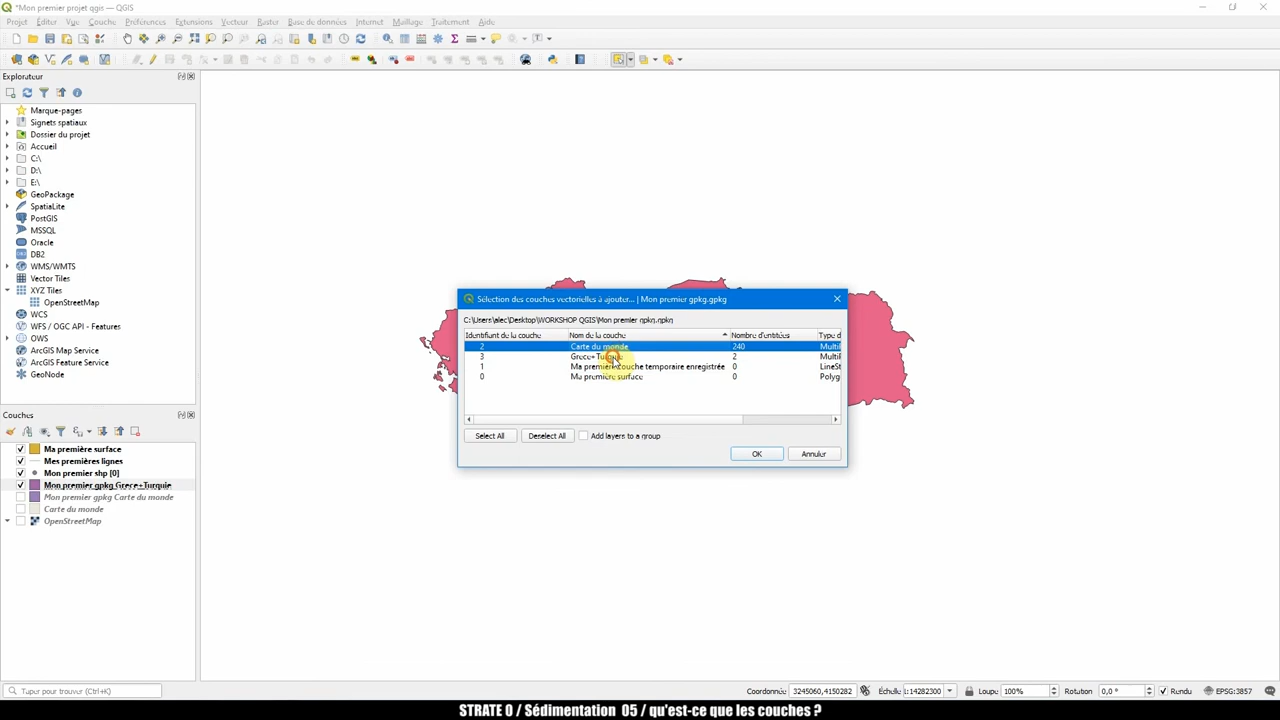 *Mon premier projet qgis — QGIS
Projet Éditer Vue Couche Préférences Extensions Vecteur Raster Base de données Internet Maillage Traitement Aide
Explorateur
Marque-pages
Signets spatiaux
Dossier du projet
Accueil
C:\
D:\
E:\
GeoPackage
SpatiaLite
PostGIS
MSSQL
Oracle
DB2
WMS/WMTS
Vector Tiles
XYZ Tiles
OpenStreetMap
WCS
WFS / OGC API - Features
OWS
ArcGIS Map Service
ArcGIS Feature Service
GeoNode
Couches
Ma première surface
Mes premières lignes
Mon premier shp [0]
Mon premier gpkg Grece+Turquie
Mon premier gpkg Carte du monde
Carte du monde
OpenStreetMap
Sélection des couches vectorielles à ajouter... | Mon premier gpkg.gpkg
C:\Users\alec\Desktop\WORKSHOP QGIS\Mon premier gpkg.gpkg
Identifiant de la couche Nom de la couche Nombre d'entités Type d
2 Carte du monde 240 Multi
3 Grece+Turquie 2 Multi
1 Ma première couche temporaire enregistrée 0 LineSt
0 Ma première surface 0 Polyg
Select All Deselect All Add layers to a group
OK Annuler
Taper pour trouver (Ctrl+K) Coordonnée 3245060,4150282 Échelle 1:14282300 Loupe 100% Rotation 0,0 ° Rendu EPSG:3857
STRATE 0 / Sédimentation 05 / qu'est-ce que les couches ?